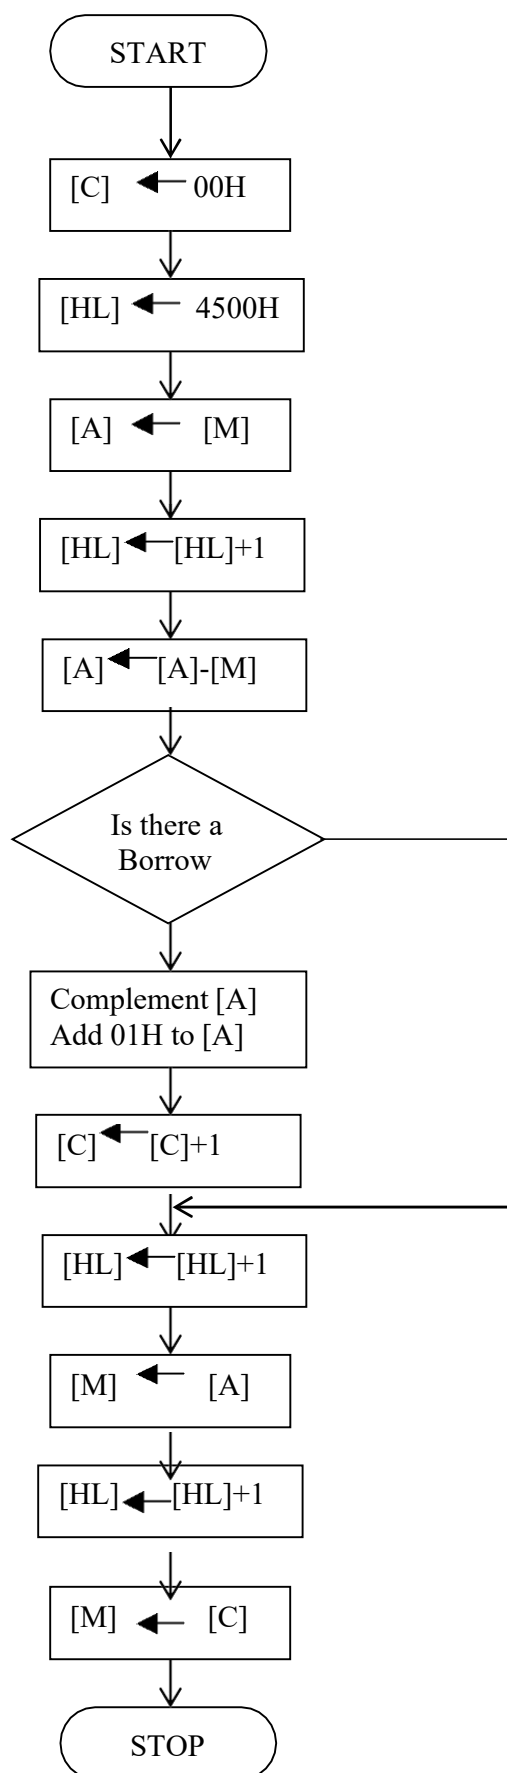 START
[C] 00H
[HL] 4500H
[A] [M]
[HL] [HL]+1
[A] [A]-[M]
Is there a
Borrow
Complement [A]
Add 01H to [A]
[C] [C]+1
[HL] [HL]+1
[M] [A]
[HL] [HL]+1
[M] [C]
STOP